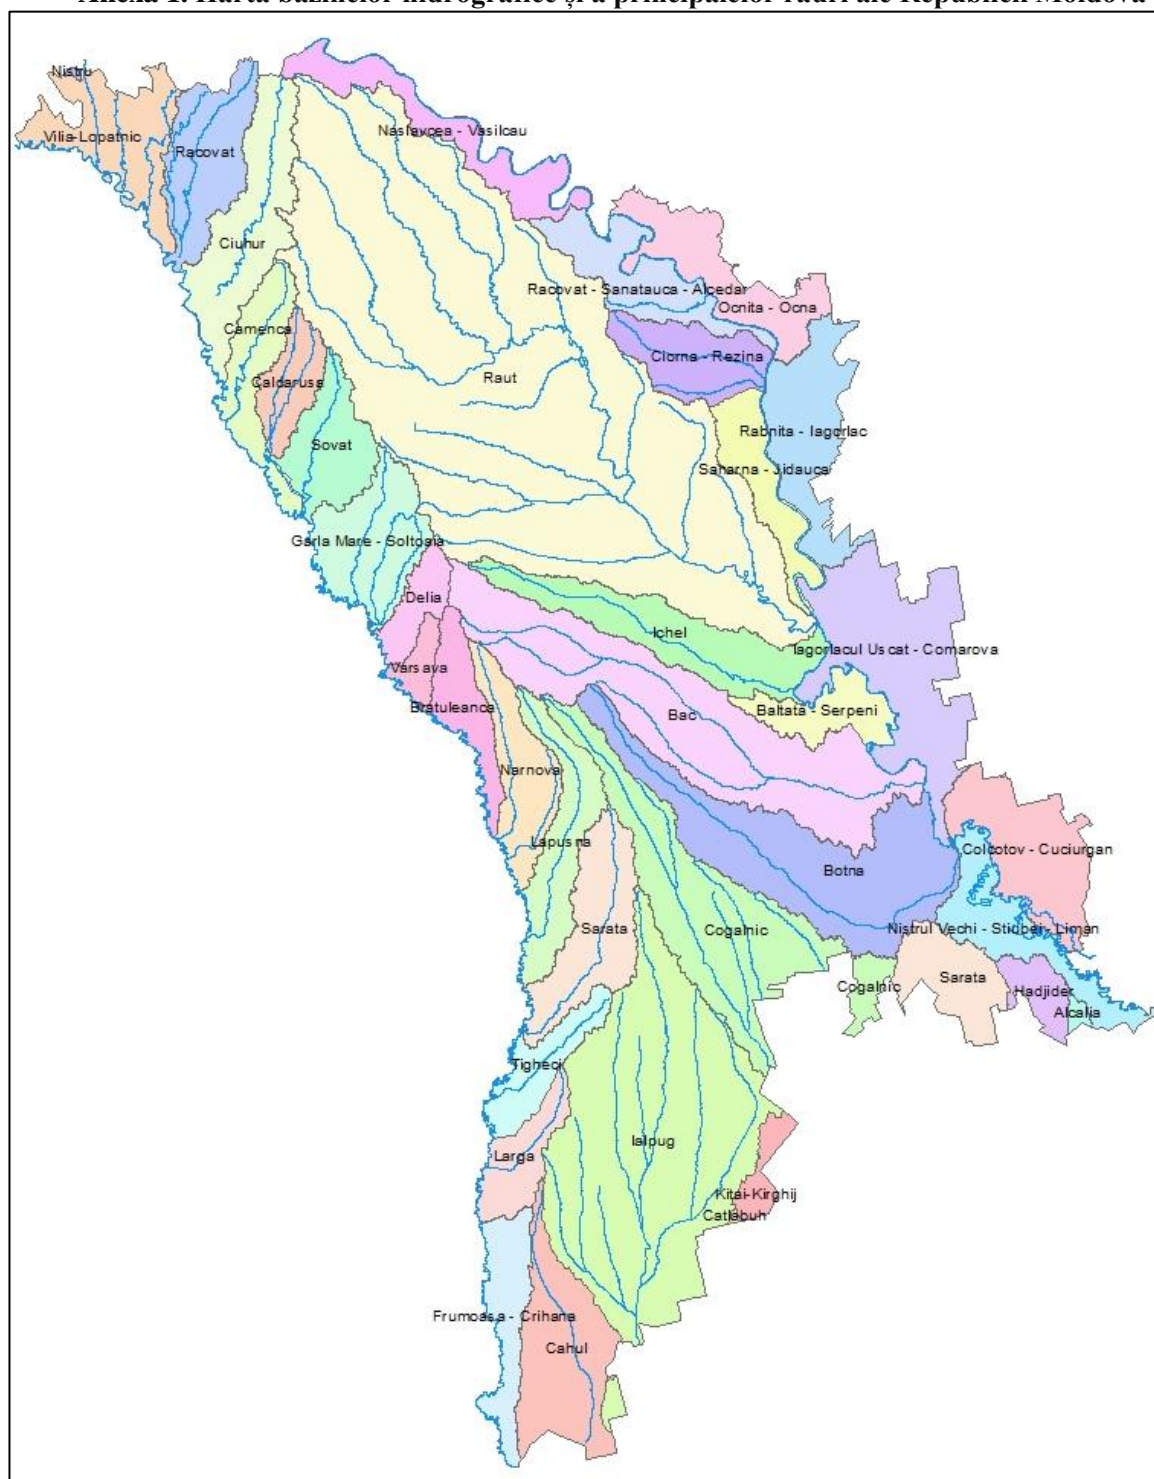 Anexa 1. Harta bazinelor hidrografice și a principalelor râuri ale Republicii Moldova
Nistru
Vilia-Lopatnic
Naslavcea - Vasilcau
Racovat
Ciuhur
Racovat - Sanatauca - Alcedar
Ocnita - Ocna
Camenca
Ciorna - Rezina
Raut
Caldarusa
Rabnita - Iagorlac
Sovat
Saharna - Jidauca
Garla Mare - Soltoaia
Delia
Ichel
Iagorlacul Uscat - Comarova
Varsava
Bratuleanca
Baltata - Serpeni
Bac
Narnova
Lapusna
Colcotov - Cuciurgan
Botna
Sarata
Cogalnic
Nistrul Vechi - Stiubei - Liman
Sarata
Cogalnic
Hadjider
Alcalia
Tigheci
Ialpug
Larga
Kitai-Kirghij
Catlabuh
Frumoasa - Crihana
Cahul